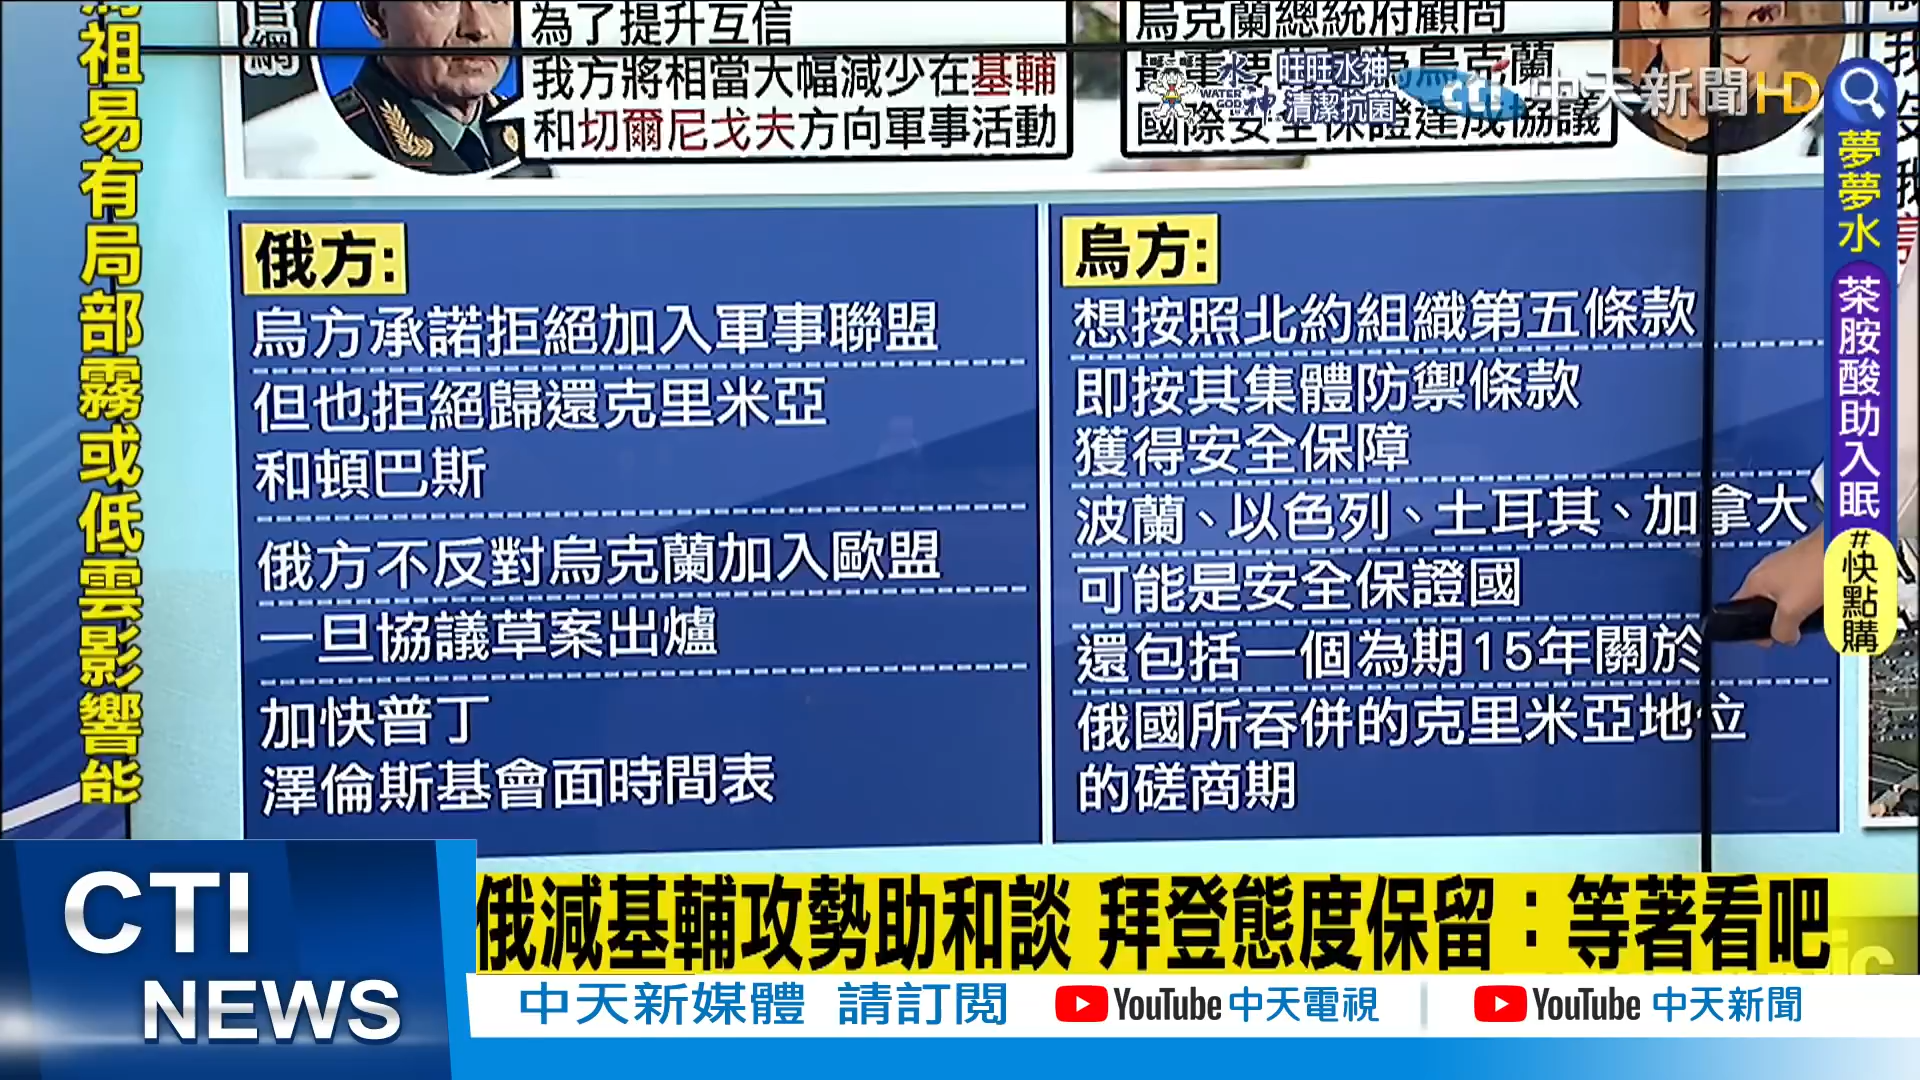 為了提升互信
我方將相當大幅減少在基輔
和切爾尼戈夫方向軍事活動
烏克蘭總統府顧問
國際安全保證達成協議
水神
WATER GOD
旺旺水神
清潔抗菌
cti 中天新聞HD
祖易有局部霧或低雲影響能
夢夢水
茶胺酸助入眠
#快點購
俄方:
烏方承諾拒絕加入軍事聯盟
但也拒絕歸還克里米亞
和頓巴斯
俄方不反對烏克蘭加入歐盟
一旦協議草案出爐
加快普丁
澤倫斯基會面時間表
烏方:
想按照北約組織第五條款
即按其集體防禦條款
獲得安全保障
波蘭、以色列、土耳其、加拿大
可能是安全保證國
還包括一個為期15年關於
俄國所吞併的克里米亞地位
的磋商期
俄減基輔攻勢助和談 拜登態度保留：等著看吧
CTI
NEWS
中天新媒體 請訂閱 YouTube 中天電視 | YouTube 中天新聞